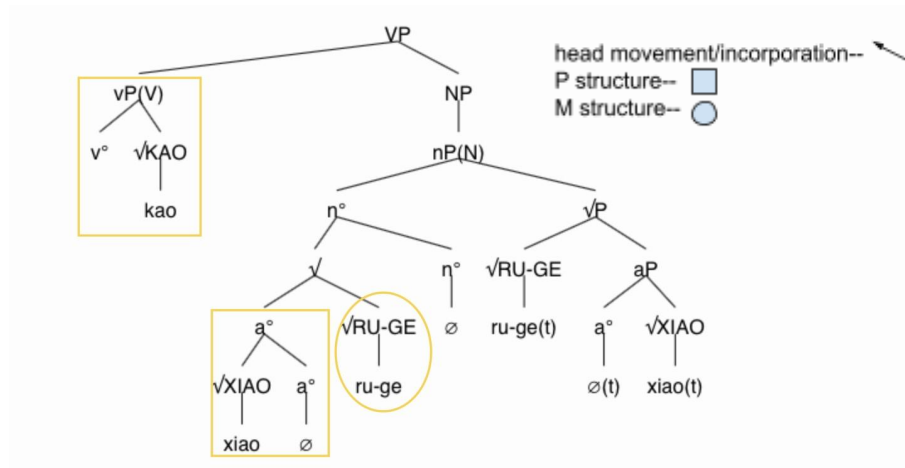 VP
head movement/incorporation--
P structure--
M structure--
vP(V) NP
v° √KAO nP(N)
kao n° √P
√ n° √RU-GE aP
a° √RU-GE ∅ ru-ge(t) a° √XIAO
√XIAO a° ru-ge ∅(t) xiao(t)
xiao ∅